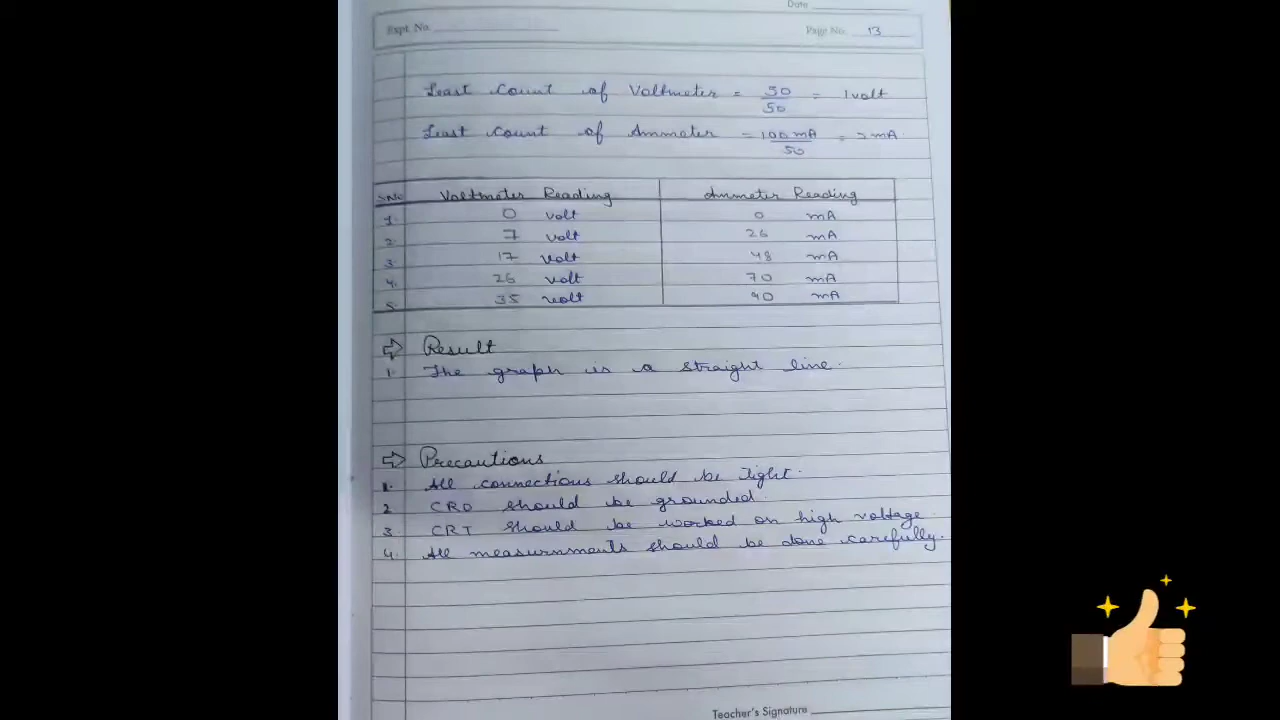 Date
Expt. No.
Page No. 13
Least Count of Voltmeter = 50/50 = 1 volt
Least Count of Ammeter = 100 mA/50 = 2 mA
S.No. Voltmeter Reading Ammeter Reading
1. 0 volt 0 mA
2. 7 volt 26 mA
3. 17 volt 48 mA
4. 26 volt 70 mA
5. 35 volt 90 mA
Result
1. The graph is a straight line.
Precautions
1. All connections should be tight.
2 CRO should be grounded
3. CRT should be worked on high voltage.
4. All measurnments should be done carefully.
Teacher's Signature